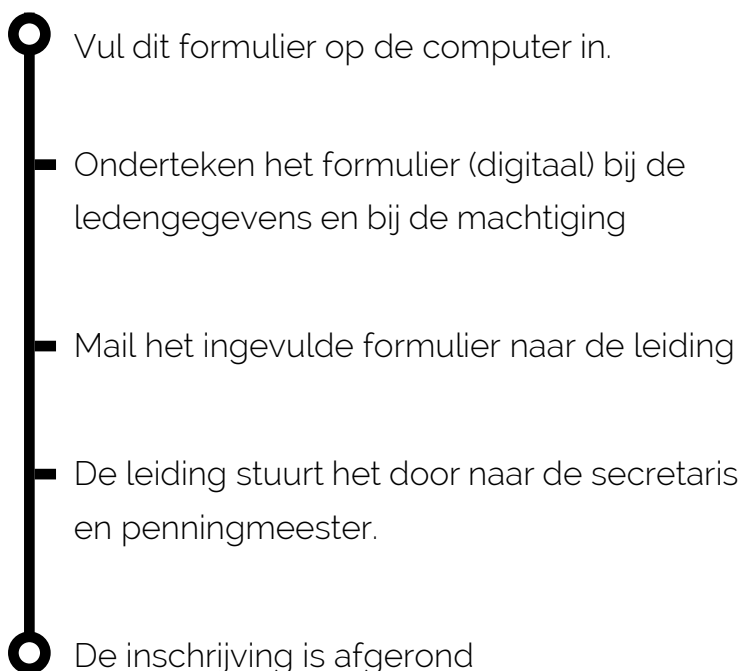 Vul dit formulier op de computer in.
Onderteken het formulier (digitaal) bij de
ledengegevens en bij de machtiging
Mail het ingevulde formulier naar de leiding
De leiding stuurt het door naar de secretaris
en penningmeester.
De inschrijving is afgerond